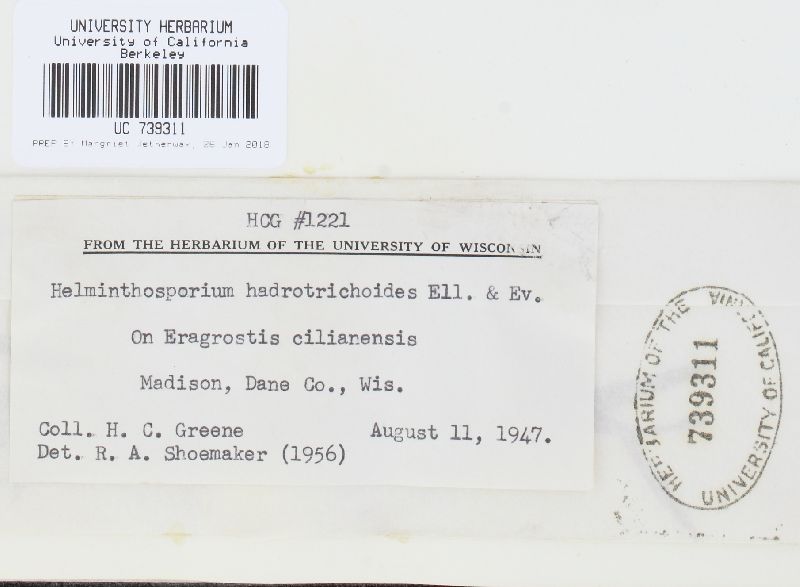 UNIVERSITY HERBARIUM
University of California
Berkeley
UC 739311
PREP BY Margriet Wetherwax, 26 Jan 2018
HCG #1221
FROM THE HERBARIUM OF THE UNIVERSITY OF WISCONSIN
Helminthosporium hadrotrichoides Ell. & Ev.
On Eragrostis cilianensis
Madison, Dane Co., Wis.
Coll. H. C. Greene August 11, 1947.
Det. R. A. Shoemaker (1956)
HERBARIUM OF THE
UNIVERSITY OF CALIFORNIA
739311